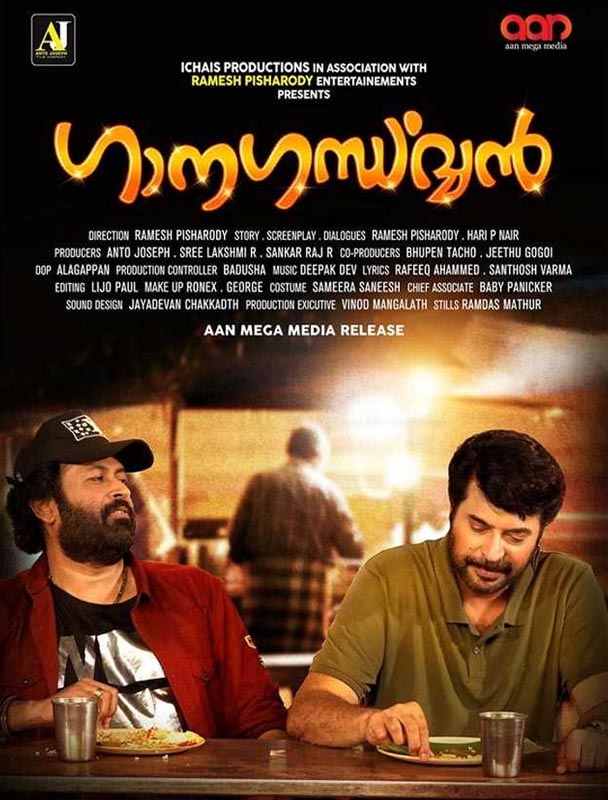 AJ
ANTO JOSEPH
FILM COMPANY
aan
aan mega media
ICHAIS PRODUCTIONS IN ASSOCIATION WITH
RAMESH PISHARODY ENTERTAINEMENTS
PRESENTS
ഗാനഗന്ധർവ്വൻ
DIRECTION RAMESH PISHARODY STORY . SCREENPLAY . DIALOGUES RAMESH PISHARODY . HARI P NAIR
PRODUCERS ANTO JOSEPH . SREE LAKSHMI R . SANKAR RAJ R CO-PRODUCERS BHUPEN TACHO . JEETHU GOGOI
DOP ALAGAPPAN PRODUCTION CONTROLLER BADUSHA MUSIC DEEPAK DEV LYRICS RAFEEQ AHAMMED . SANTHOSH VARMA
EDITING LIJO PAUL MAKE UP RONEX . GEORGE COSTUME SAMEERA SANEESH CHIEF ASSOCIATE BABY PANICKER
SOUND DESIGN JAYADEVAN CHAKKADTH PRODUCTION EXICUTIVE VINOD MANGALATH STILLS RAMDAS MATHUR
AAN MEGA MEDIA RELEASE